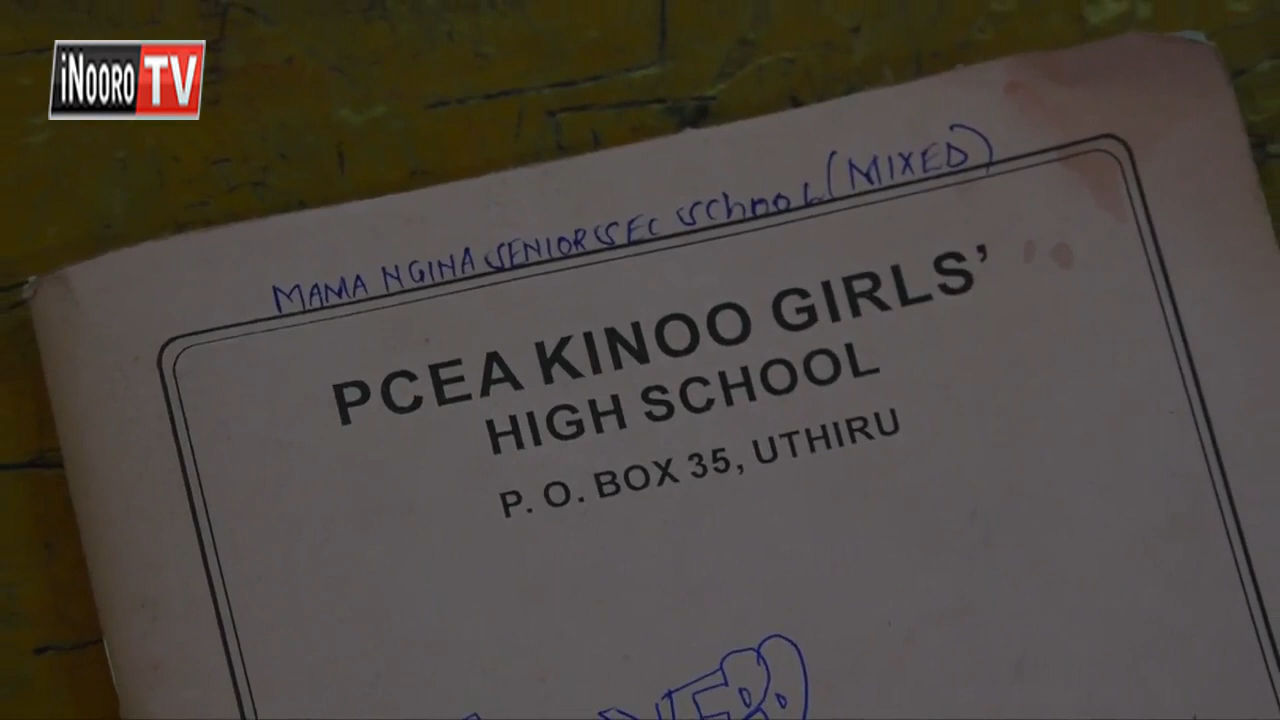 iNOORO TV
MAMA NGINA SENIOR SEC School (MIXED)
PCEA KINOO GIRLS'
HIGH SCHOOL
P. O. BOX 35, UTHIRU